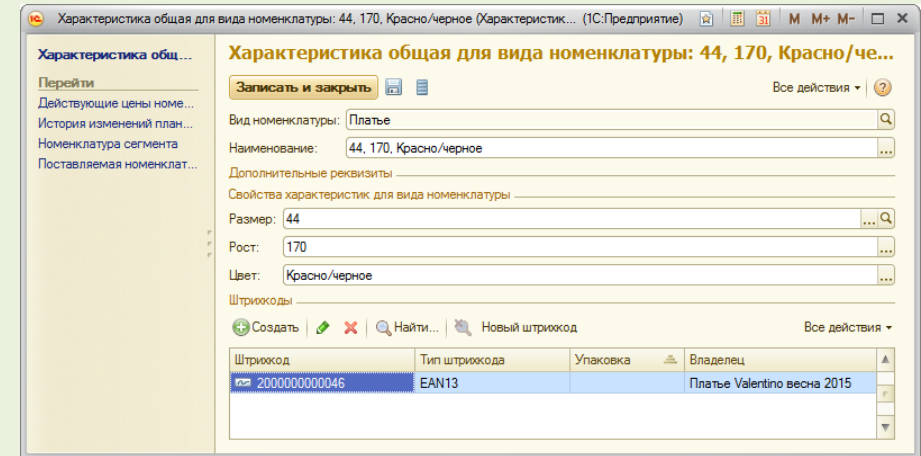 Характеристика общая для вида номенклатуры: 44, 170, Красно/черное (Характеристик... (1С:Предприятие) 31 M M+ M-
Характеристика общ...
Перейти
Действующие цены номе...
История изменений план...
Номенклатура сегмента
Поставляемая номенклат...
Характеристика общая для вида номенклатуры: 44, 170, Красно/че...
Записать и закрыть Все действия ?
Вид номенклатуры: Платье
Наименование: 44, 170, Красно/черное ...
Дополнительные реквизиты
Свойства характеристик для вида номенклатуры
Размер: 44 ...
Рост: 170 ...
Цвет: Красно/черное ...
Штрихкоды
Создать Найти... Новый штрихкод Все действия
Штрихкод Тип штрихкода Упаковка Владелец
2000000000046 EAN13 Платье Valentino весна 2015